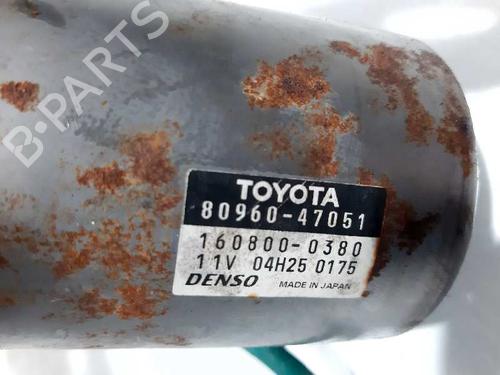 B-PARTS
TOYOTA
80960-47051
160800-0380
11V 04H25 0175
DENSO MADE IN JAPAN